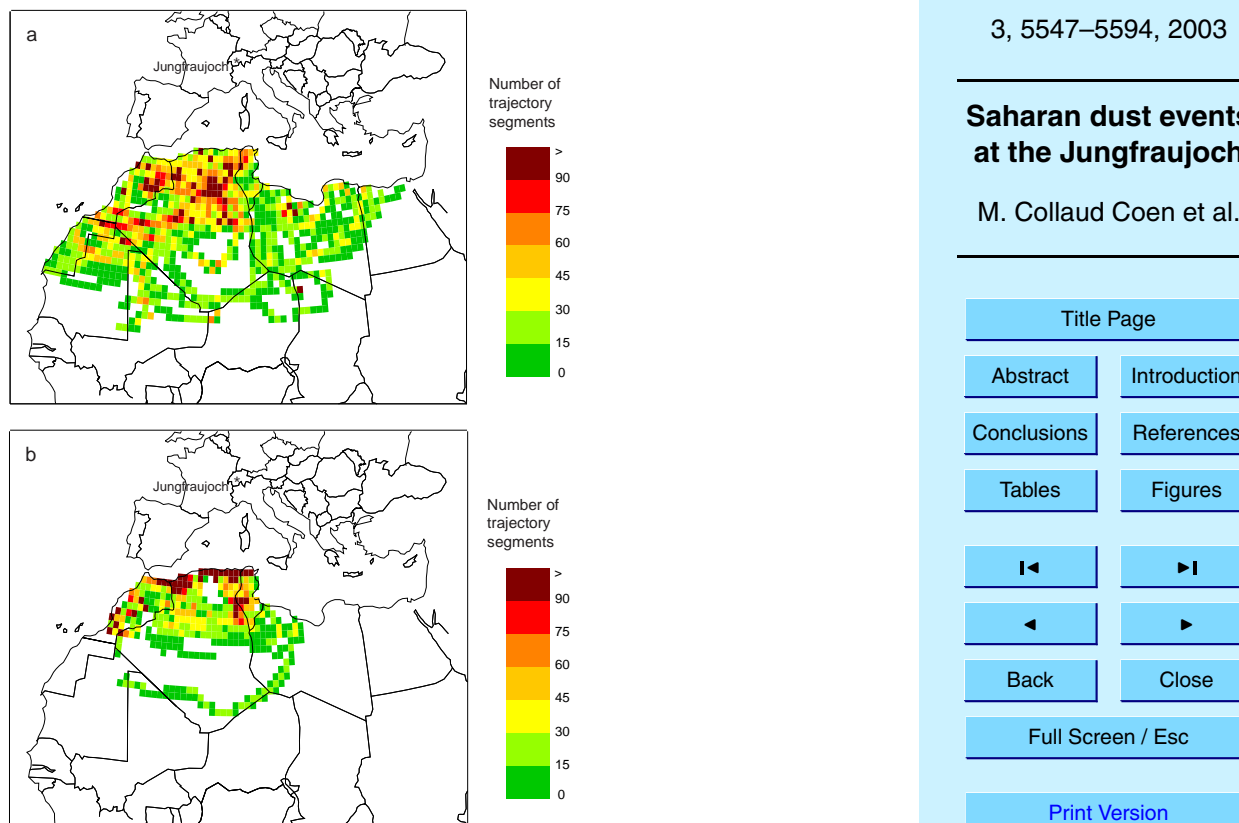 a
Jungfraujoch
Number of
trajectory
segments
>
90
75
60
45
30
15
0
b
Jungfraujoch
Number of
trajectory
segments
>
90
75
60
45
30
15
0
3, 5547–5594, 2003
Saharan dust events
at the Jungfraujoch
M. Collaud Coen et al.
Title Page
Abstract
Introduction
Conclusions
References
Tables
Figures
Back
Close
Full Screen / Esc
Print Version